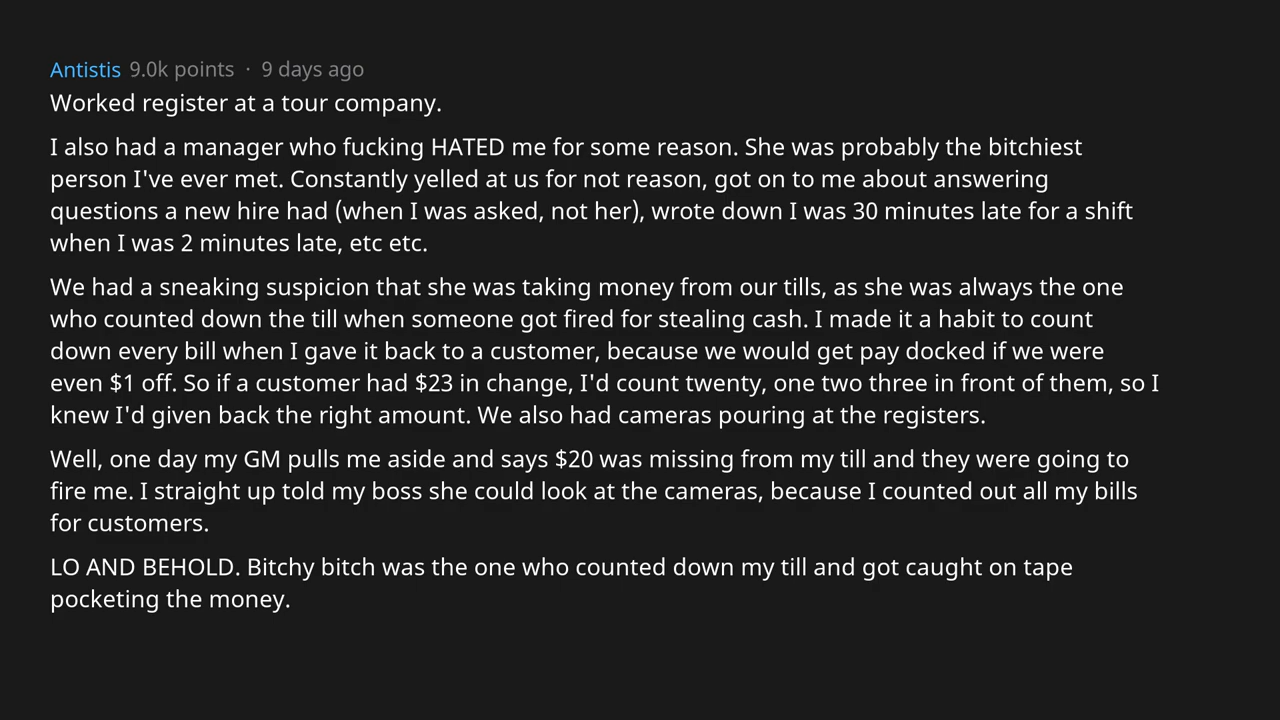 Antistis 9.0k points · 9 days ago
Worked register at a tour company.
I also had a manager who fucking HATED me for some reason. She was probably the bitchiest
person I've ever met. Constantly yelled at us for not reason, got on to me about answering
questions a new hire had (when I was asked, not her), wrote down I was 30 minutes late for a shift
when I was 2 minutes late, etc etc.
We had a sneaking suspicion that she was taking money from our tills, as she was always the one
who counted down the till when someone got fired for stealing cash. I made it a habit to count
down every bill when I gave it back to a customer, because we would get pay docked if we were
even $1 off. So if a customer had $23 in change, I'd count twenty, one two three in front of them, so I
knew I'd given back the right amount. We also had cameras pouring at the registers.
Well, one day my GM pulls me aside and says $20 was missing from my till and they were going to
fire me. I straight up told my boss she could look at the cameras, because I counted out all my bills
for customers.
LO AND BEHOLD. Bitchy bitch was the one who counted down my till and got caught on tape
pocketing the money.